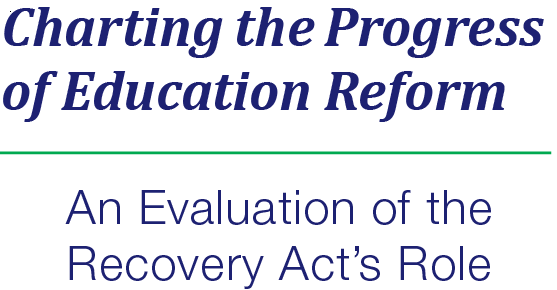 Charting the Progress
of Education Reform
An Evaluation of the
Recovery Act's Role